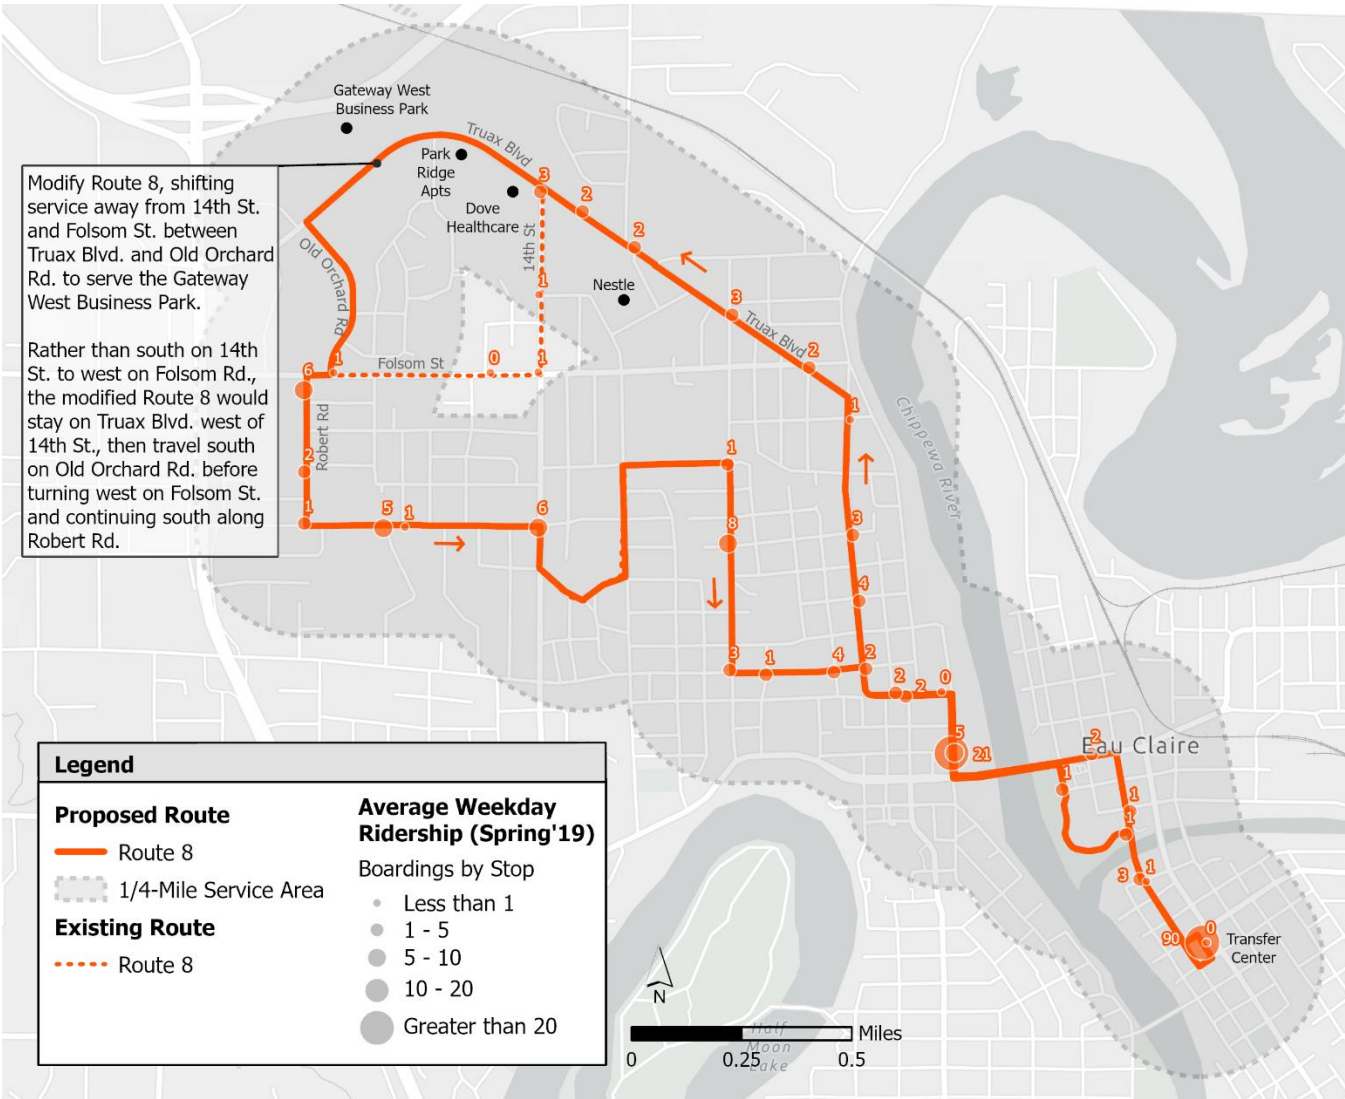 Gateway West
Business Park
Truax Blvd
Park
Ridge
Apts
Dove
Healthcare
3
2
2
14th St
Modify Route 8, shifting
service away from 14th St.
and Folsom St. between
Truax Blvd. and Old Orchard
Rd. to serve the Gateway
West Business Park.
Rather than south on 14th
St. to west on Folsom Rd.,
the modified Route 8 would
stay on Truax Blvd. west of
14th St., then travel south
on Old Orchard Rd. before
turning west on Folsom St.
and continuing south along
Robert Rd.
Old Orchard Rd
1
Nestle
3
Truax Blvd
2
6
1
Folsom St
0
1
1
Chippewa River
Robert Rd
2
1
5
1
6
1
8
3
4
3
1
4
2
2
2
0
5
21
Eau Claire
2
1
1
1
3
1
90
0
Transfer
Center
Legend
Proposed Route
Route 8
1/4-Mile Service Area
Existing Route
Route 8
Average Weekday
Ridership (Spring'19)
Boardings by Stop
Less than 1
1 - 5
5 - 10
10 - 20
Greater than 20
N
Miles
0
0.25
0.5
Half
Moon
Lake